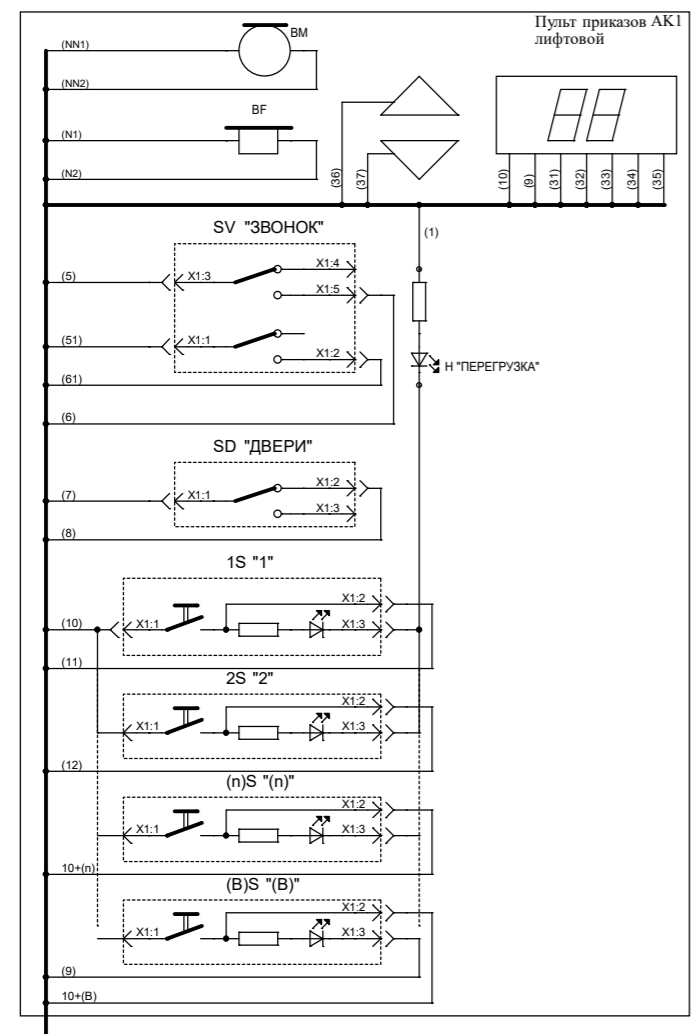 Пульт приказов АК1
лифтовой
(NN1)
BM
(NN2)
BF
(N1)
(N2)
(36)
(37)
(10)
(9)
(31)
(32)
(33)
(34)
(35)
(1)
SV "ЗВОНОК"
(5)
X1:3
X1:4
X1:5
(51)
X1:1
X1:2
(61)
(6)
Н "ПЕРЕГРУЗКА"
SD "ДВЕРИ"
(7)
X1:1
X1:2
X1:3
(8)
1S "1"
X1:2
(10)
X1:1
X1:3
(11)
2S "2"
X1:2
X1:1
X1:3
(12)
(n)S "(n)"
X1:2
X1:1
X1:3
10+(n)
(B)S "(B)"
X1:2
X1:1
X1:3
(9)
10+(B)